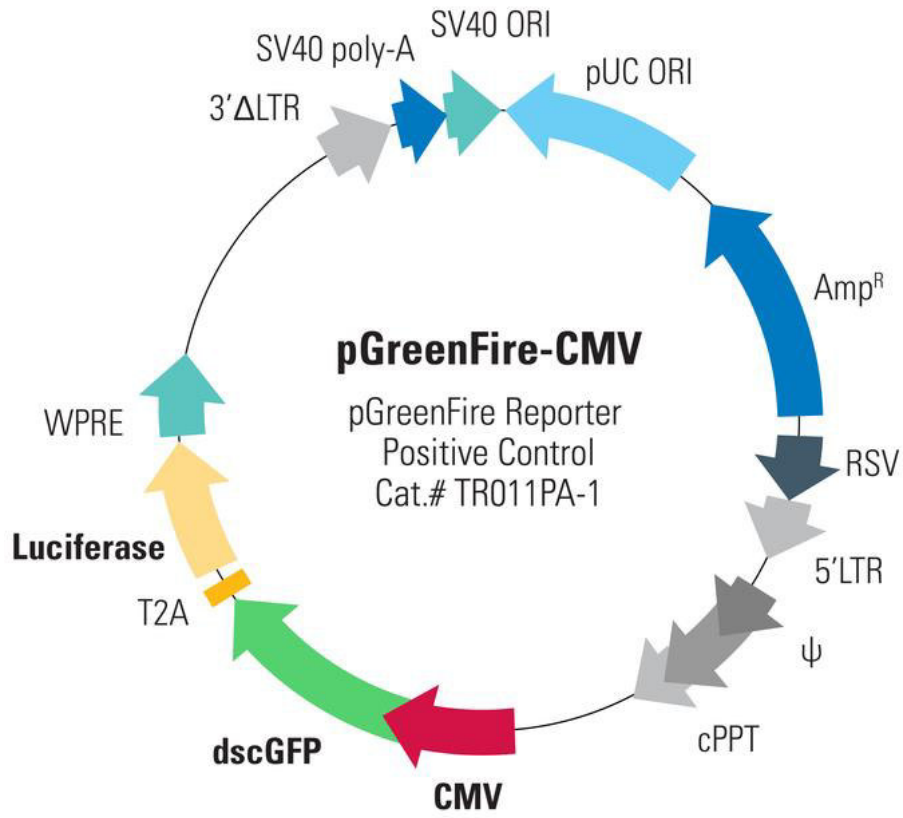 SV40 ORI
SV40 poly-A
pUC ORI
3'ΔLTR
Ampᴿ
pGreenFire-CMV
pGreenFire Reporter
Positive Control
Cat.# TR011PA-1
WPRE
RSV
Luciferase
5'LTR
T2A
ψ
cPPT
dscGFP
CMV